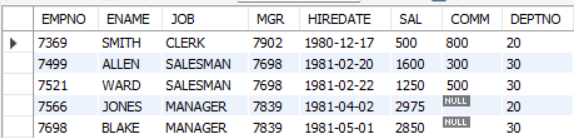 EMPNO ENAME JOB MGR HIREDATE SAL COMM DEPTNO
7369 SMITH CLERK 7902 1980-12-17 500 800 20
7499 ALLEN SALESMAN 7698 1981-02-20 1600 300 30
7521 WARD SALESMAN 7698 1981-02-22 1250 500 30
7566 JONES MANAGER 7839 1981-04-02 2975 NULL 20
7698 BLAKE MANAGER 7839 1981-05-01 2850 NULL 30